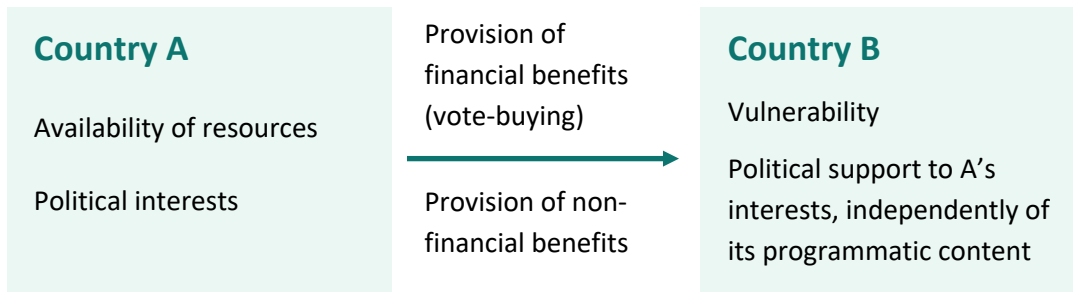 Country A
Availability of resources
Political interests
Provision of
financial benefits
(vote-buying)
Provision of non-
financial benefits
Country B
Vulnerability
Political support to A’s
interests, independently of
its programmatic content